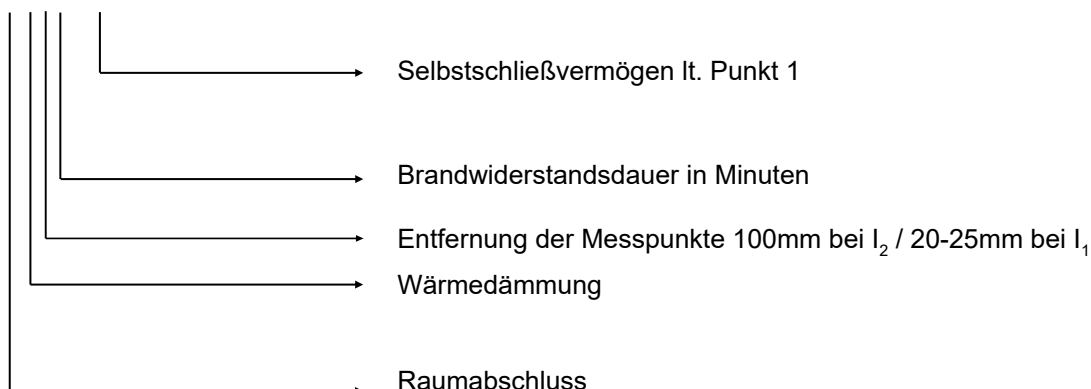 Selbstschließvermögen lt. Punkt 1
Brandwiderstandsdauer in Minuten
Entfernung der Messpunkte 100mm bei I₂ / 20-25mm bei I₁
Wärmedämmung
Raumabschluss